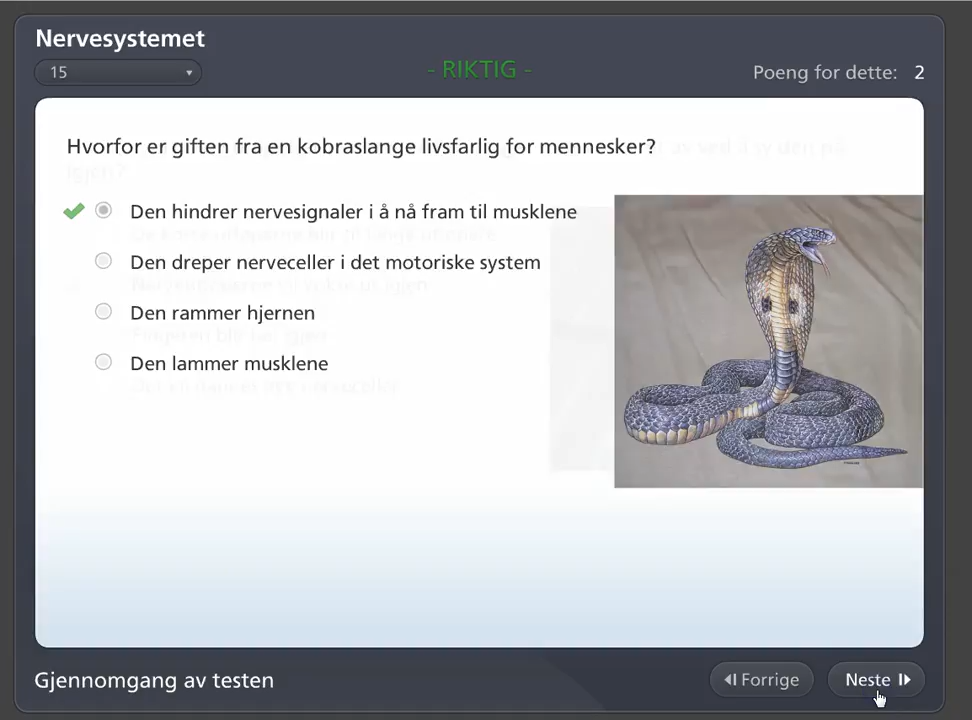 Nervesystemet
15
- RIKTIG -
Poeng for dette: 2
Hvorfor er giften fra en kobraslange livsfarlig for mennesker?
Den hindrer nervesignaler i å nå fram til musklene
Den dreper nerveceller i det motoriske system
Den rammer hjernen
Den lammer musklene
Gjennomgang av testen
Forrige
Neste